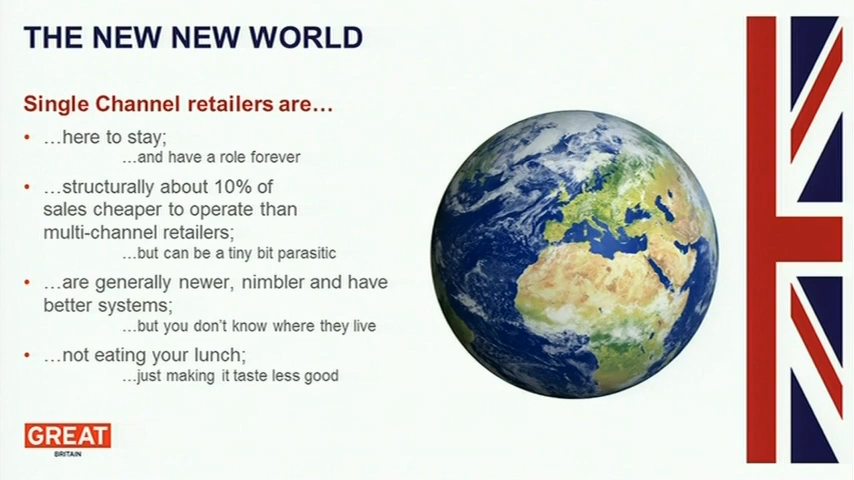 THE NEW NEW WORLD
Single Channel retailers are…
• …here to stay;
…and have a role forever
• …structurally about 10% of
sales cheaper to operate than
multi-channel retailers;
…but can be a tiny bit parasitic
• …are generally newer, nimbler and have
better systems;
…but you don’t know where they live
• …not eating your lunch;
…just making it taste less good
GREAT
BRITAIN